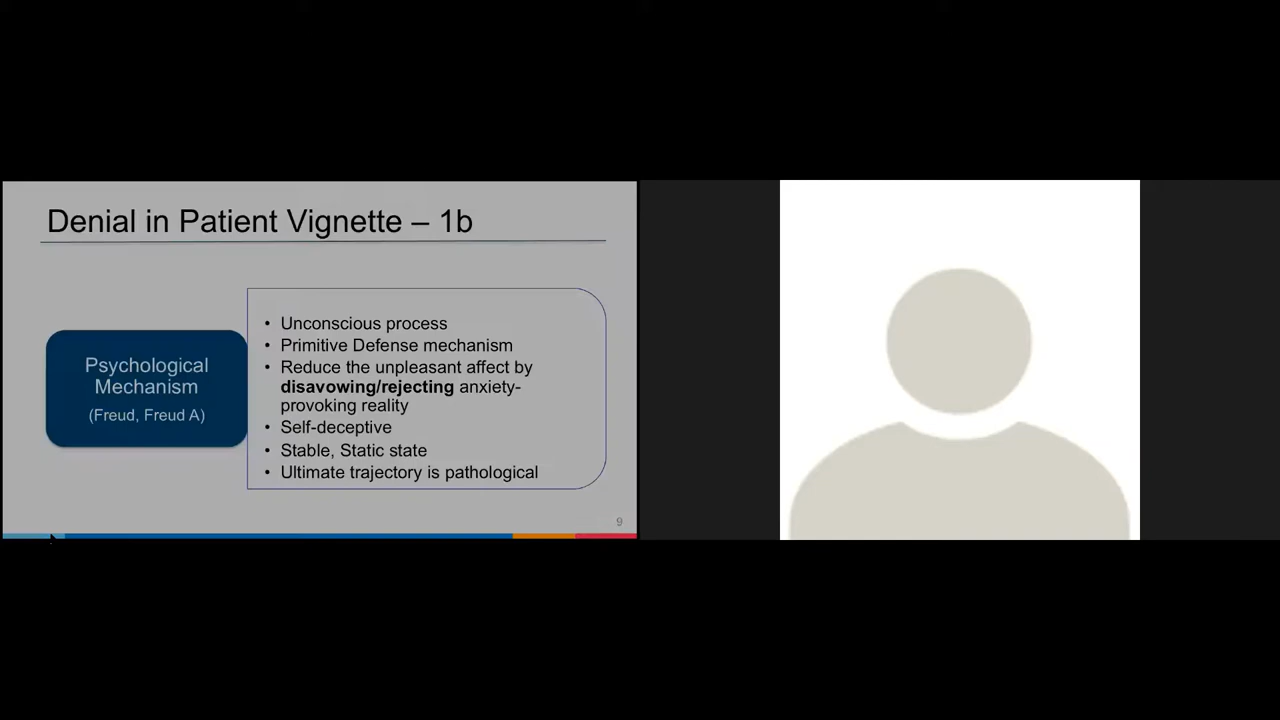 Denial in Patient Vignette – 1b
Psychological
Mechanism
(Freud, Freud A)
• Unconscious process
• Primitive Defense mechanism
• Reduce the unpleasant affect by
disavowing/rejecting anxiety-
provoking reality
• Self-deceptive
• Stable, Static state
• Ultimate trajectory is pathological
9